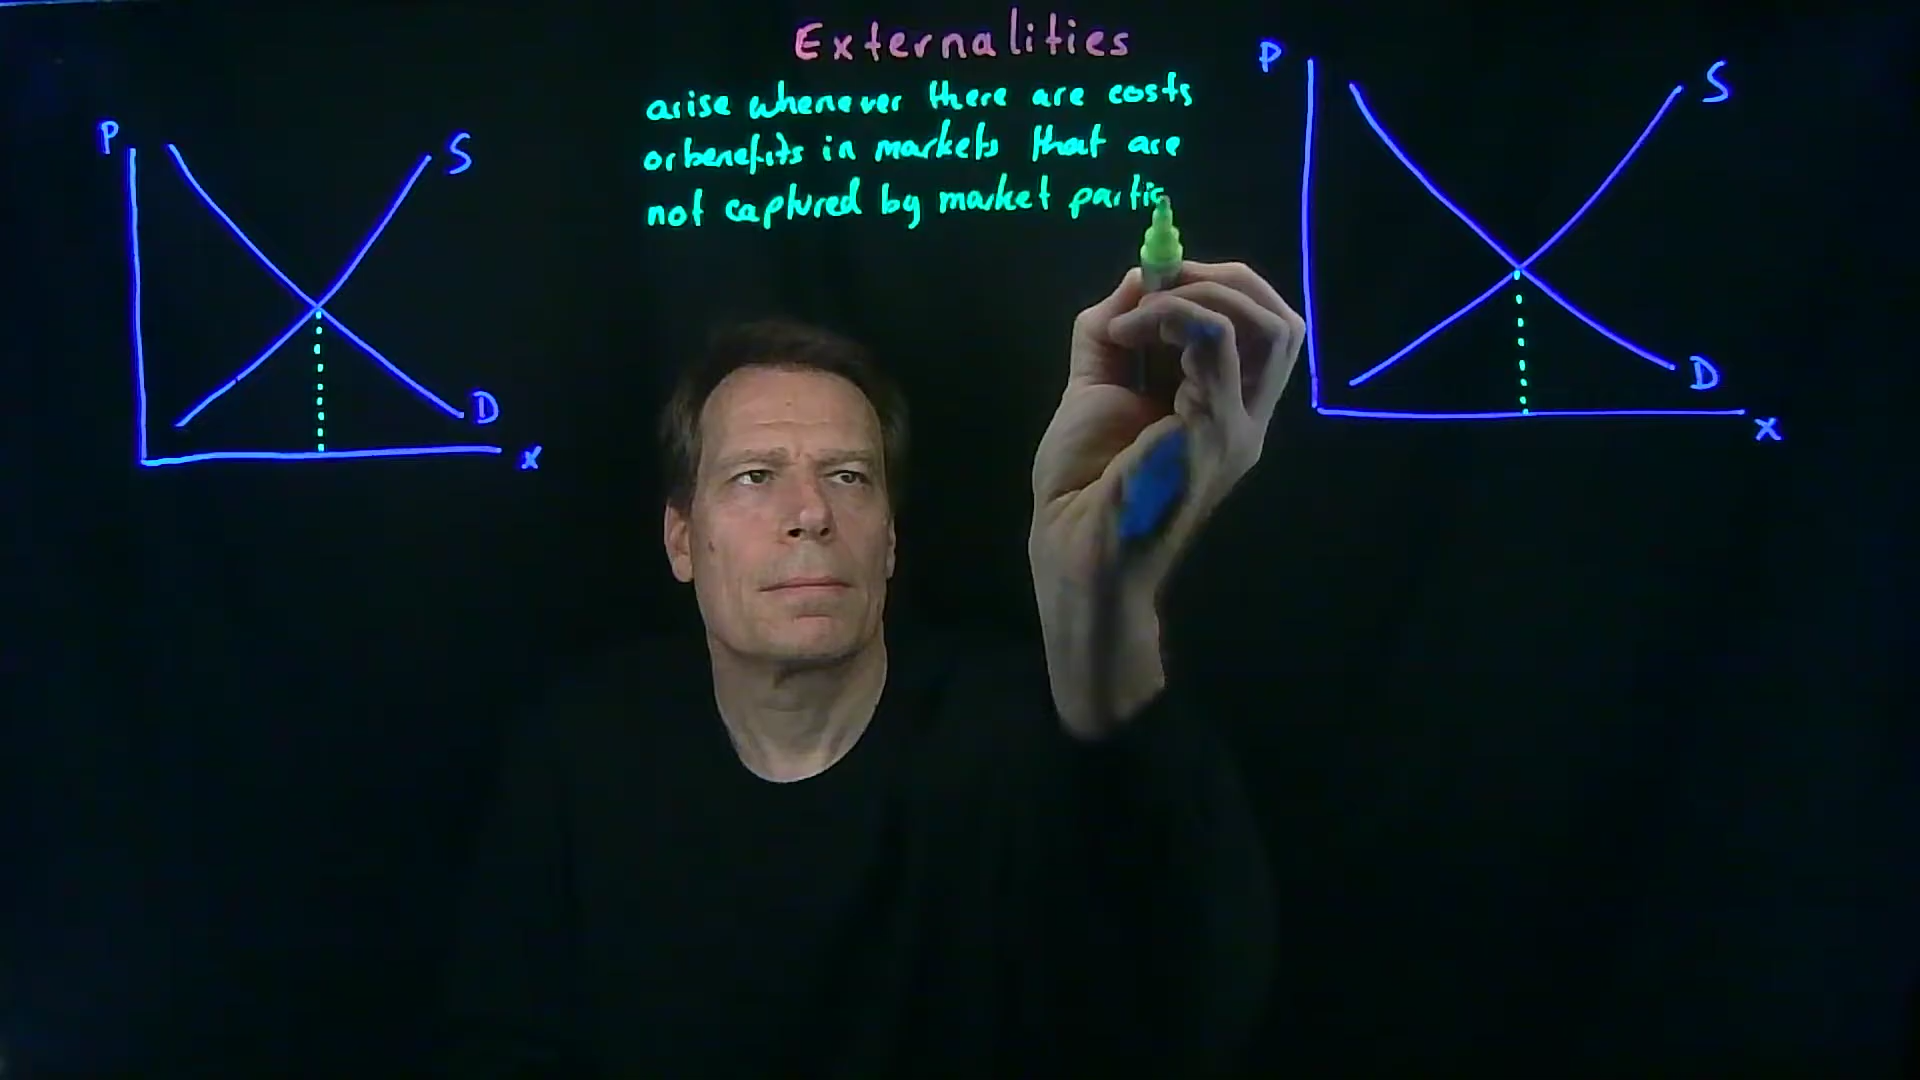 Externalities
arise whenever there are costs
or benefits in markets that are
not captured by market partic
P
S
D
x
P
S
D
x